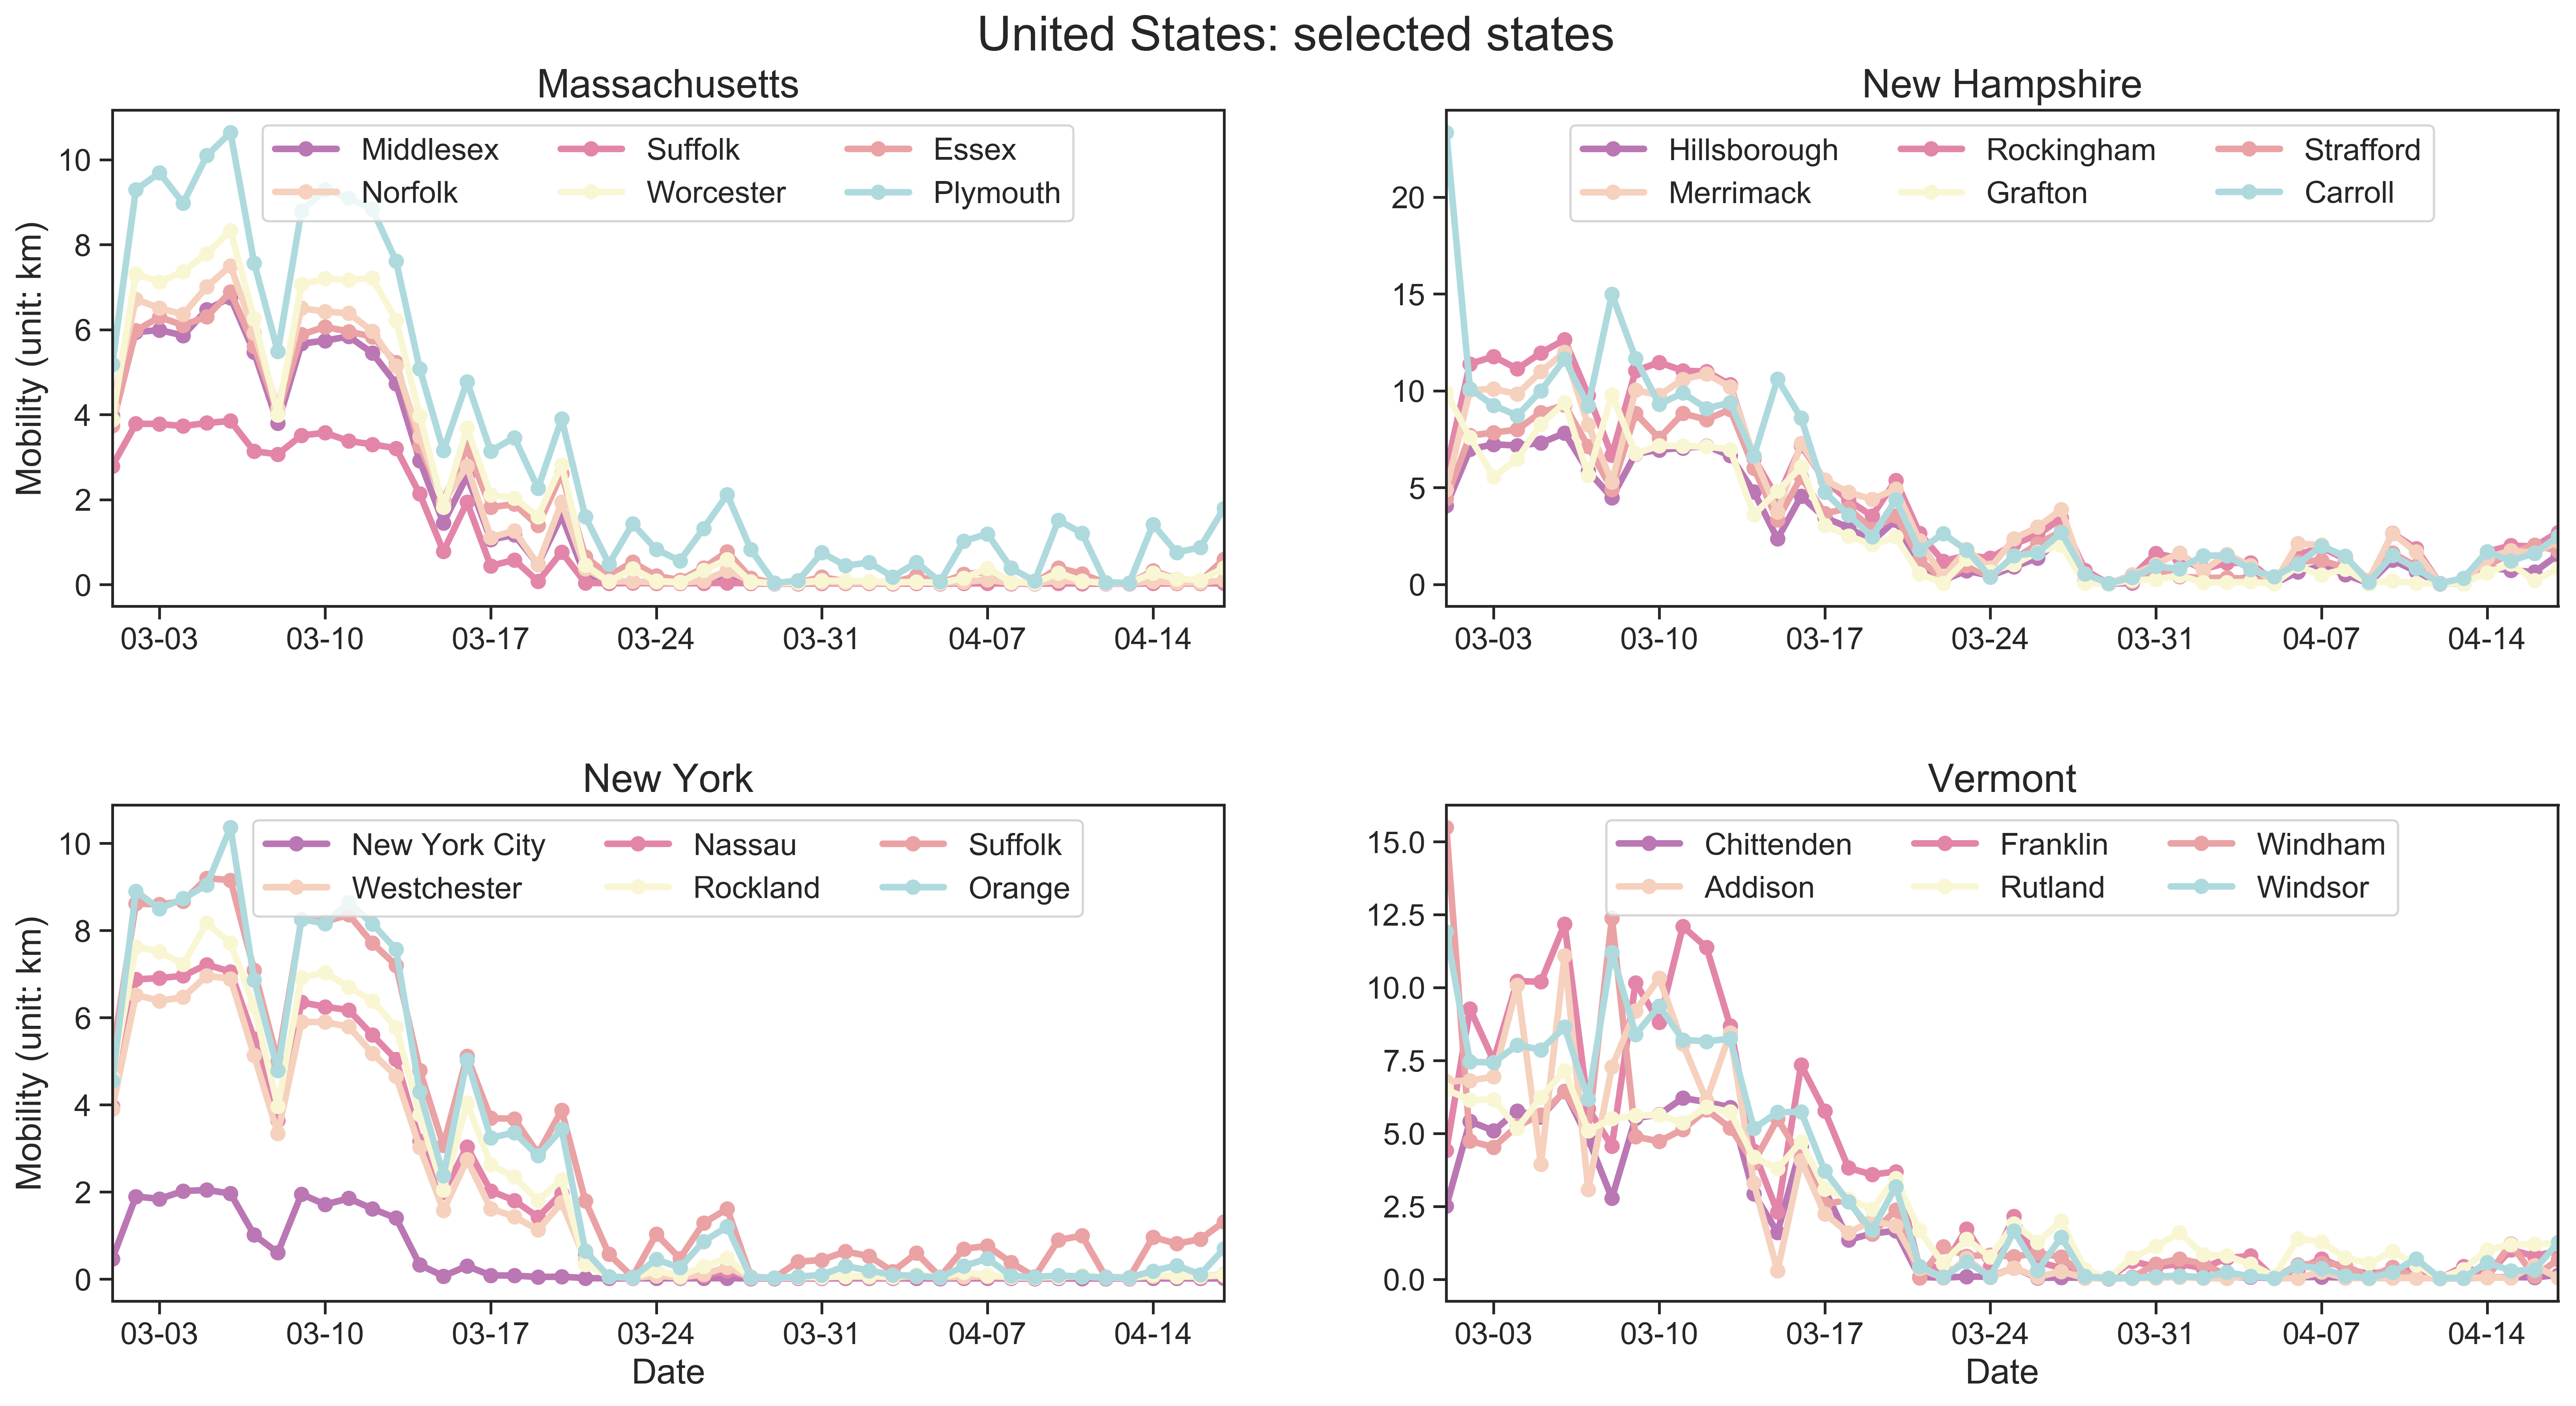 United States: selected states
Massachusetts
Mobility (unit: km)
10
8
6
4
2
0
Middlesex Suffolk Essex
Norfolk Worcester Plymouth
03-03 03-10 03-17 03-24 03-31 04-07 04-14
New Hampshire
20
15
10
5
0
Hillsborough Rockingham Strafford
Merrimack Grafton Carroll
03-03 03-10 03-17 03-24 03-31 04-07 04-14
New York
Mobility (unit: km)
10
8
6
4
2
0
New York City Nassau Suffolk
Westchester Rockland Orange
03-03 03-10 03-17 03-24 03-31 04-07 04-14
Date
Vermont
15.0
12.5
10.0
7.5
5.0
2.5
0.0
Chittenden Franklin Windham
Addison Rutland Windsor
03-03 03-10 03-17 03-24 03-31 04-07 04-14
Date